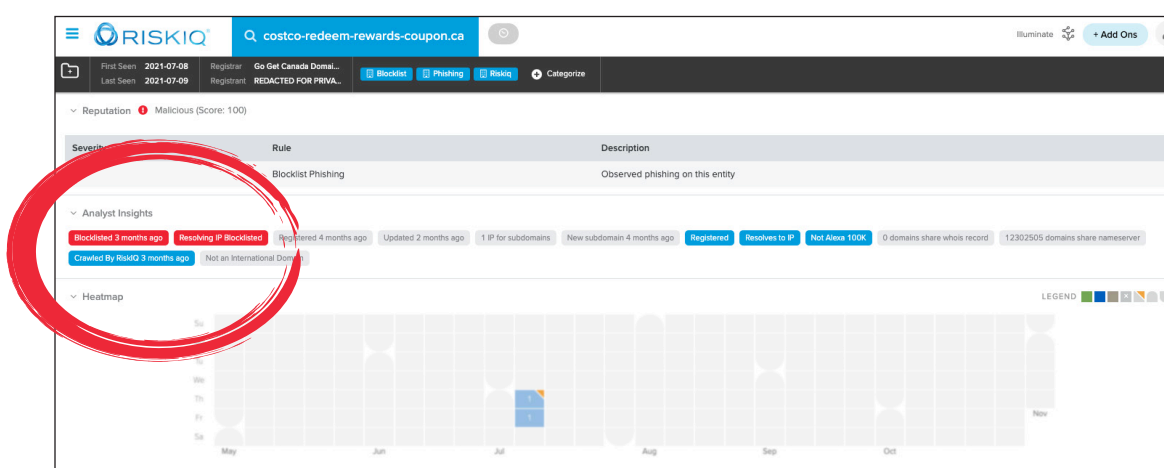 RISKIQ
costco-redeem-rewards-coupon.ca
Illuminate
+ Add Ons
First Seen 2021-07-08
Last Seen 2021-07-09
Registrar Go Get Canada Domai...
Registrant REDACTED FOR PRIVA...
Blocklist
Phishing
Riskiq
Categorize
Reputation
Malicious (Score: 100)
Severity Rule Description
Blocklist Phishing Observed phishing on this entity
Analyst Insights
Blocklisted 3 months ago Resolving IP Blocklisted Registered 4 months ago Updated 2 months ago 1 IP for subdomains New subdomain 4 months ago Registered Resolves to IP Not Alexa 100K 0 domains share whois record 12302505 domains share nameserver
Crawled By RiskIQ 3 months ago Not an International Domain
Heatmap
LEGEND
Su
Tu
We
Th 1
Fr 1
Sa
May Jun Jul Aug Sep Oct Nov